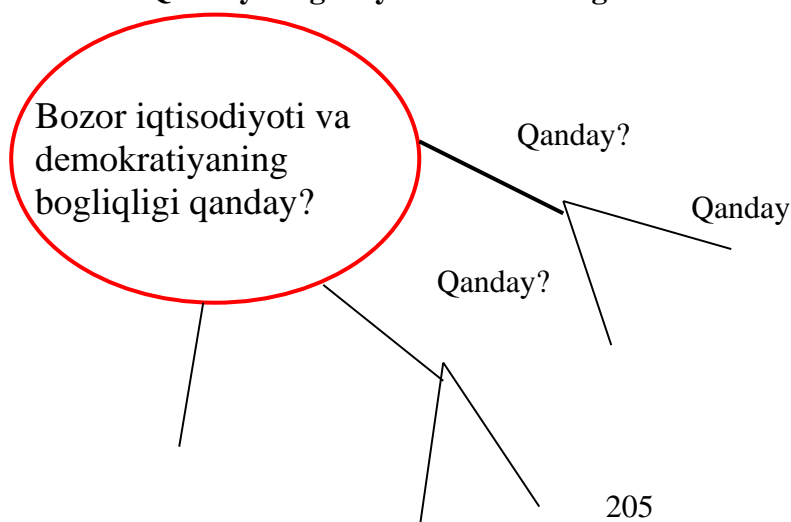 Bozor iqtisodiyoti va
demokratiyaning
bogliqligi qanday?
Qanday?
Qanday
Qanday?
205